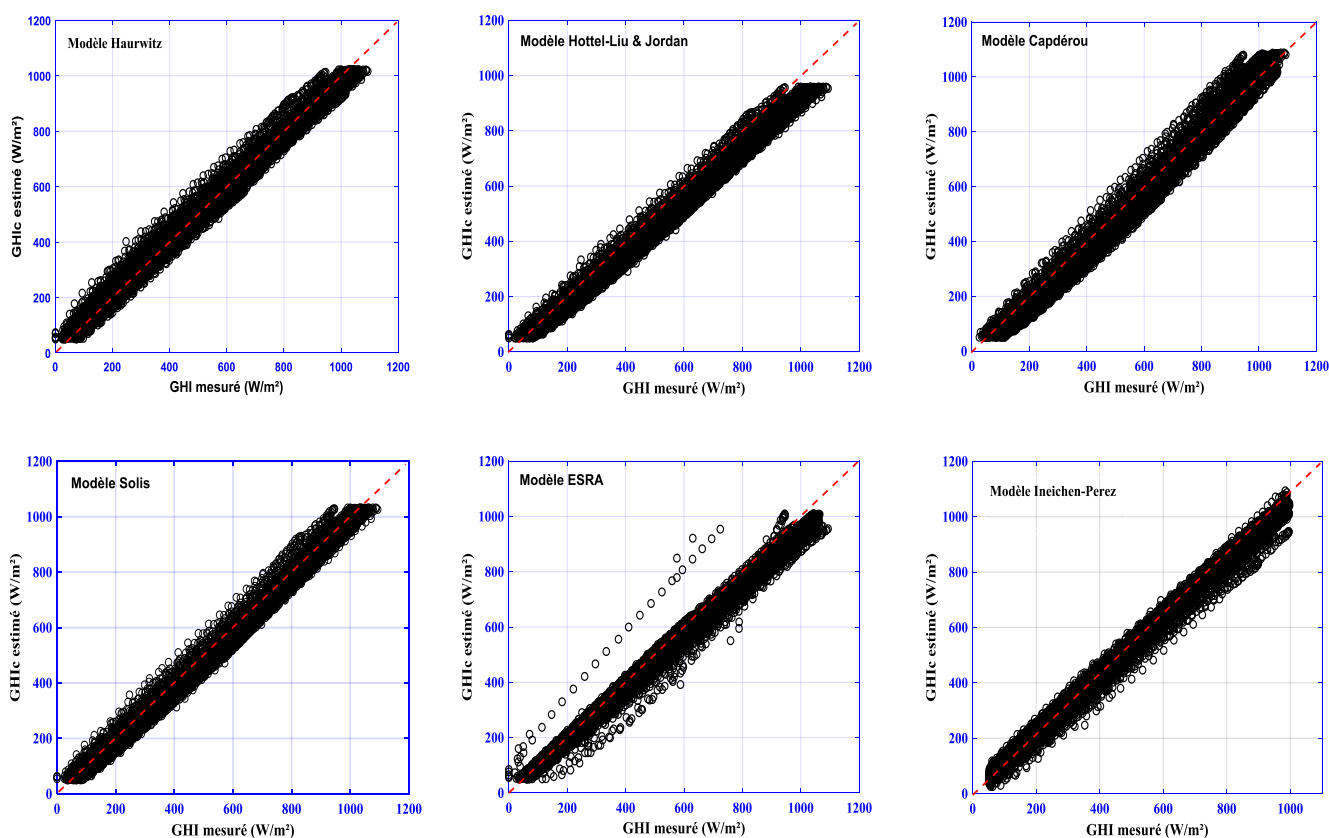 Modèle Haurwitz
1200
1000
800
600
400
200
0
GHIc estimé (W/m²)
0 200 400 600 800 1000 1200
GHI mesuré (W/m²)
Modèle Hottel-Liu & Jordan
1200
1000
800
600
400
200
0
GHIc estimé (W/m²)
0 200 400 600 800 1000 1200
GHI mesuré (W/m²)
Modèle Capdérou
1200
1000
800
600
400
200
0
GHIc estimé (W/m²)
0 200 400 600 800 1000 1200
GHI mesuré (W/m²)
Modèle Solis
1200
1000
800
600
400
200
0
GHIc estimé (W/m²)
0 200 400 600 800 1000 1200
GHI mesuré (W/m²)
Modèle ESRA
1200
1000
800
600
400
200
0
GHIc estimé (W/m²)
0 200 400 600 800 1000 1200
GHI mesuré (W/m²)
Modèle Ineichen-Perez
1200
1000
800
600
400
200
0
GHIc estimé (W/m²)
0 200 400 600 800 1000
GHI mesuré (W/m²)